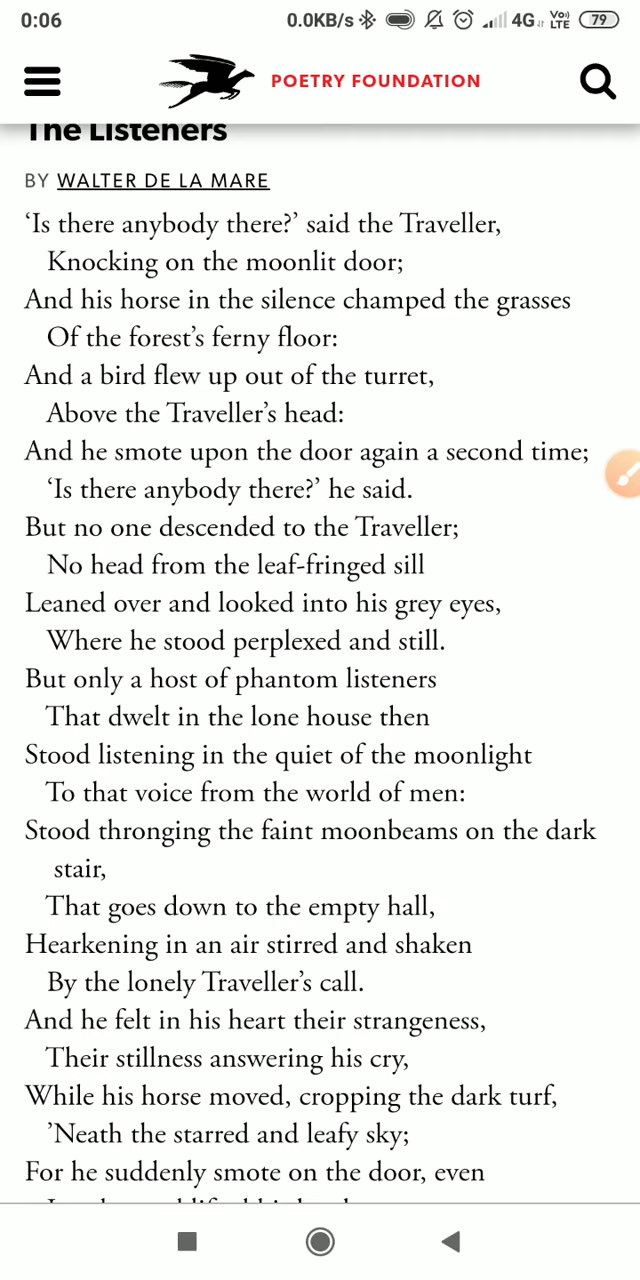 0:06 0.0KB/s 4G Vo) LTE 79
POETRY FOUNDATION
The Listeners
BY WALTER DE LA MARE
‘Is there anybody there?’ said the Traveller,
Knocking on the moonlit door;
And his horse in the silence champed the grasses
Of the forest’s ferny floor:
And a bird flew up out of the turret,
Above the Traveller’s head:
And he smote upon the door again a second time;
‘Is there anybody there?’ he said.
But no one descended to the Traveller;
No head from the leaf-fringed sill
Leaned over and looked into his grey eyes,
Where he stood perplexed and still.
But only a host of phantom listeners
That dwelt in the lone house then
Stood listening in the quiet of the moonlight
To that voice from the world of men:
Stood thronging the faint moonbeams on the dark
stair,
That goes down to the empty hall,
Hearkening in an air stirred and shaken
By the lonely Traveller’s call.
And he felt in his heart their strangeness,
Their stillness answering his cry,
While his horse moved, cropping the dark turf,
’Neath the starred and leafy sky;
For he suddenly smote on the door, even